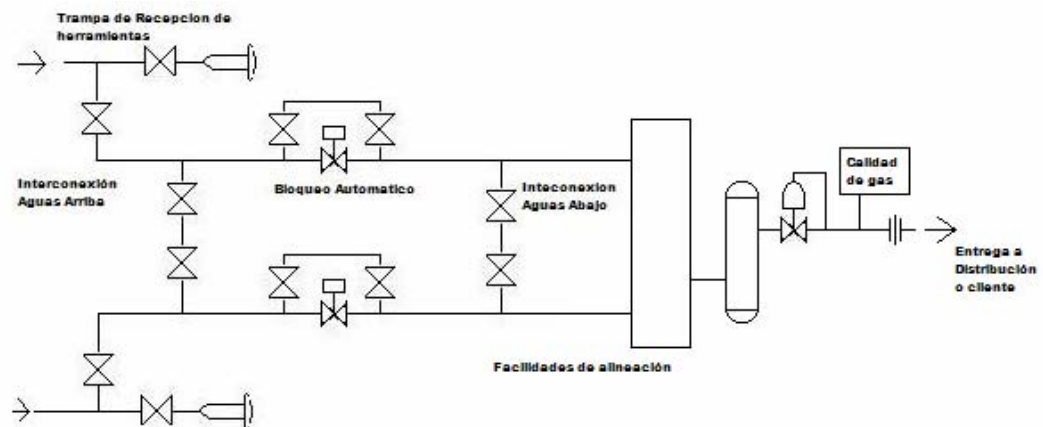 Trampa de Recepcion de
herramientas
Interconexión
Aguas Arriba
Bloqueo Automatico
Inteconexion
Aguas Abajo
Calidad
de gas
Entrega a
Distribución
o cliente
Facilidades de alineación